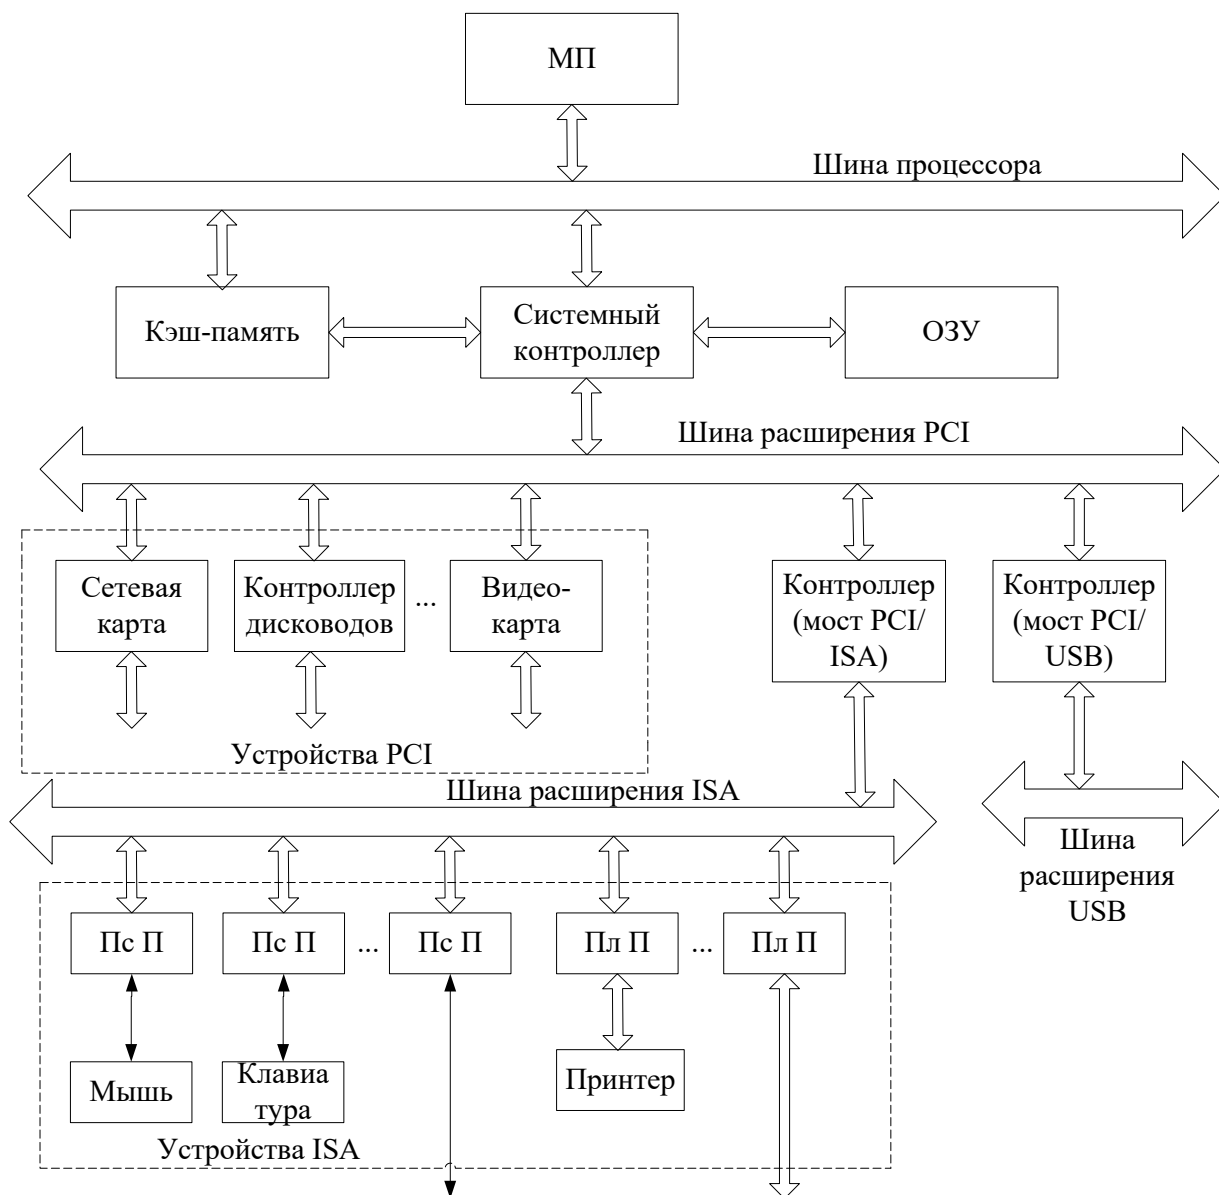 МП
Шина процессора
Кэш-память
Системный
контроллер
ОЗУ
Шина расширения PCI
Сетевая
карта
Контроллер
дисководов
...
Видео-
карта
Контроллер
(мост PCI/
ISA)
Контроллер
(мост PCI/
USB)
Устройства PCI
Шина расширения ISA
Шина
расширения
USB
Пс П
Пс П
...
Пс П
Пл П
...
Пл П
Мышь
Клавиа
тура
Принтер
Устройства ISA